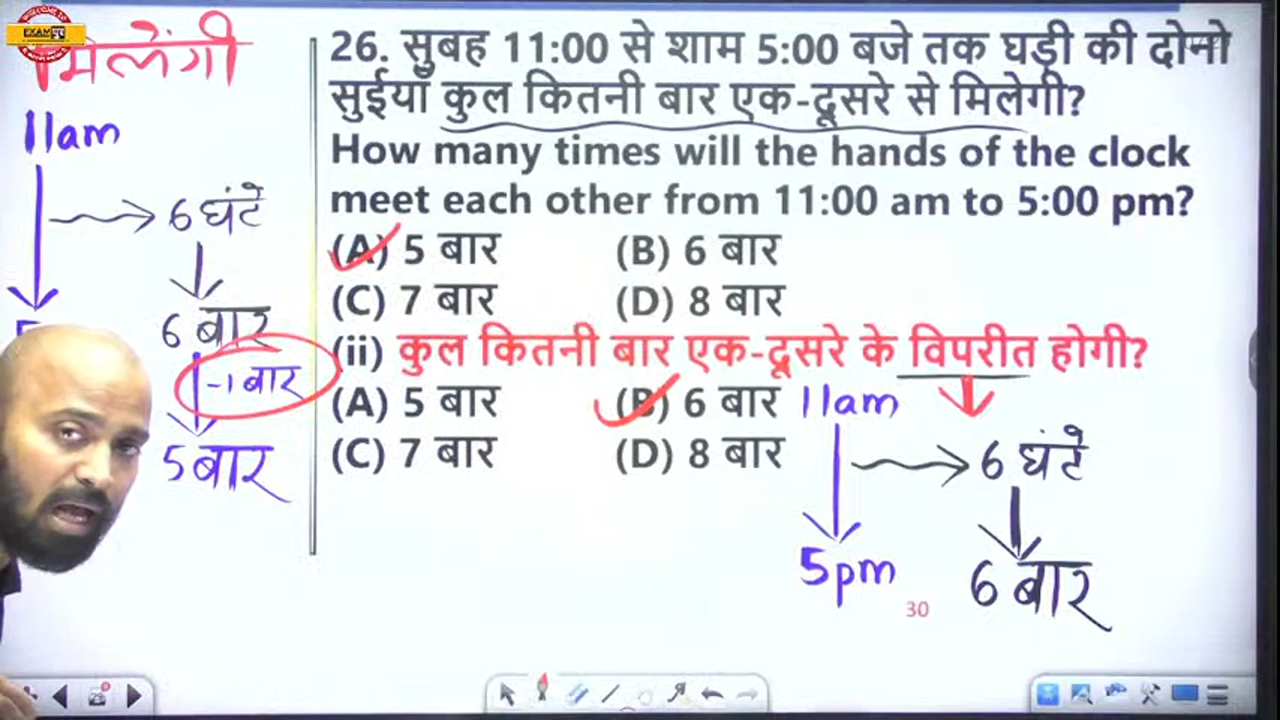 EXAM
मिलेंगी
11am
6 घंटे
6 बार
-1 बार
5 बार
26. सुबह 11:00 से शाम 5:00 बजे तक घड़ी की दोनो
सुईयाँ कुल कितनी बार एक-दूसरे से मिलेगी?
How many times will the hands of the clock
meet each other from 11:00 am to 5:00 pm?
(A) 5 बार (B) 6 बार
(C) 7 बार (D) 8 बार
(ii) कुल कितनी बार एक-दूसरे के विपरीत होगी?
(A) 5 बार (B) 6 बार
(C) 7 बार (D) 8 बार
11am
6 घंटे
5pm
6 बार
30